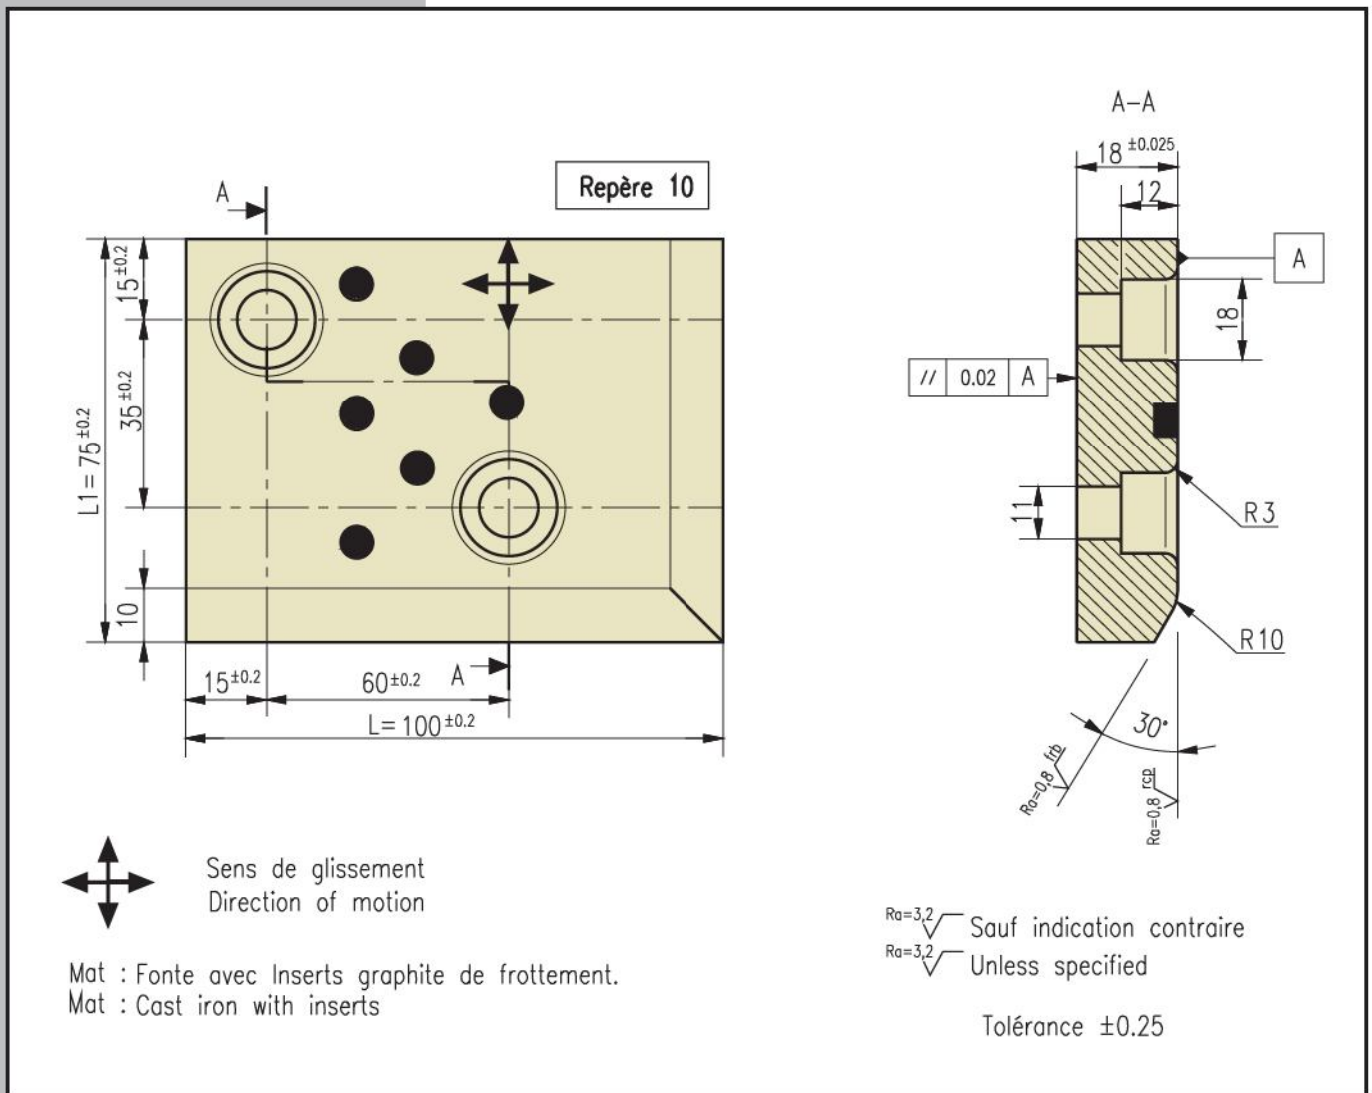 A-A
18 ±0.025
12
Repère 10
A
A
18
15±0.2
// 0.02 A
35±0.2
L1= 75±0.2
11
R3
10
R10
15±0.2
60±0.2
A
L= 100±0.2
30°
Ra=0,8 frb
Ra=0,8 rcp
Sens de glissement
Direction of motion
Ra=3,2 Sauf indication contraire
Ra=3,2 Unless specified
Mat : Fonte avec Inserts graphite de frottement.
Mat : Cast iron with inserts
Tolérance ±0.25